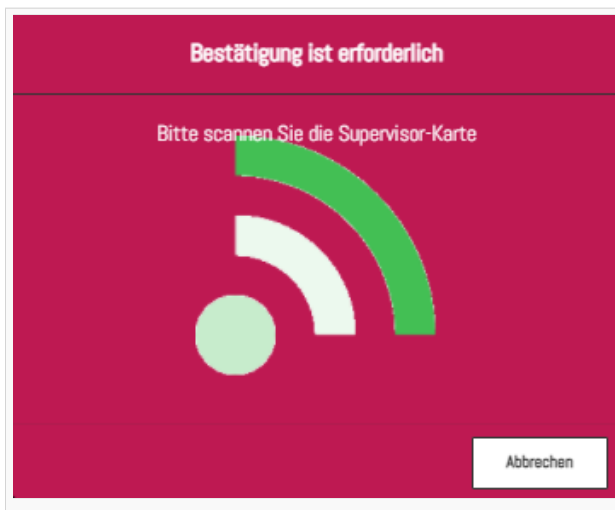 Bestätigung ist erforderlich
Bitte scannen Sie die Supervisor-Karte
Abbrechen